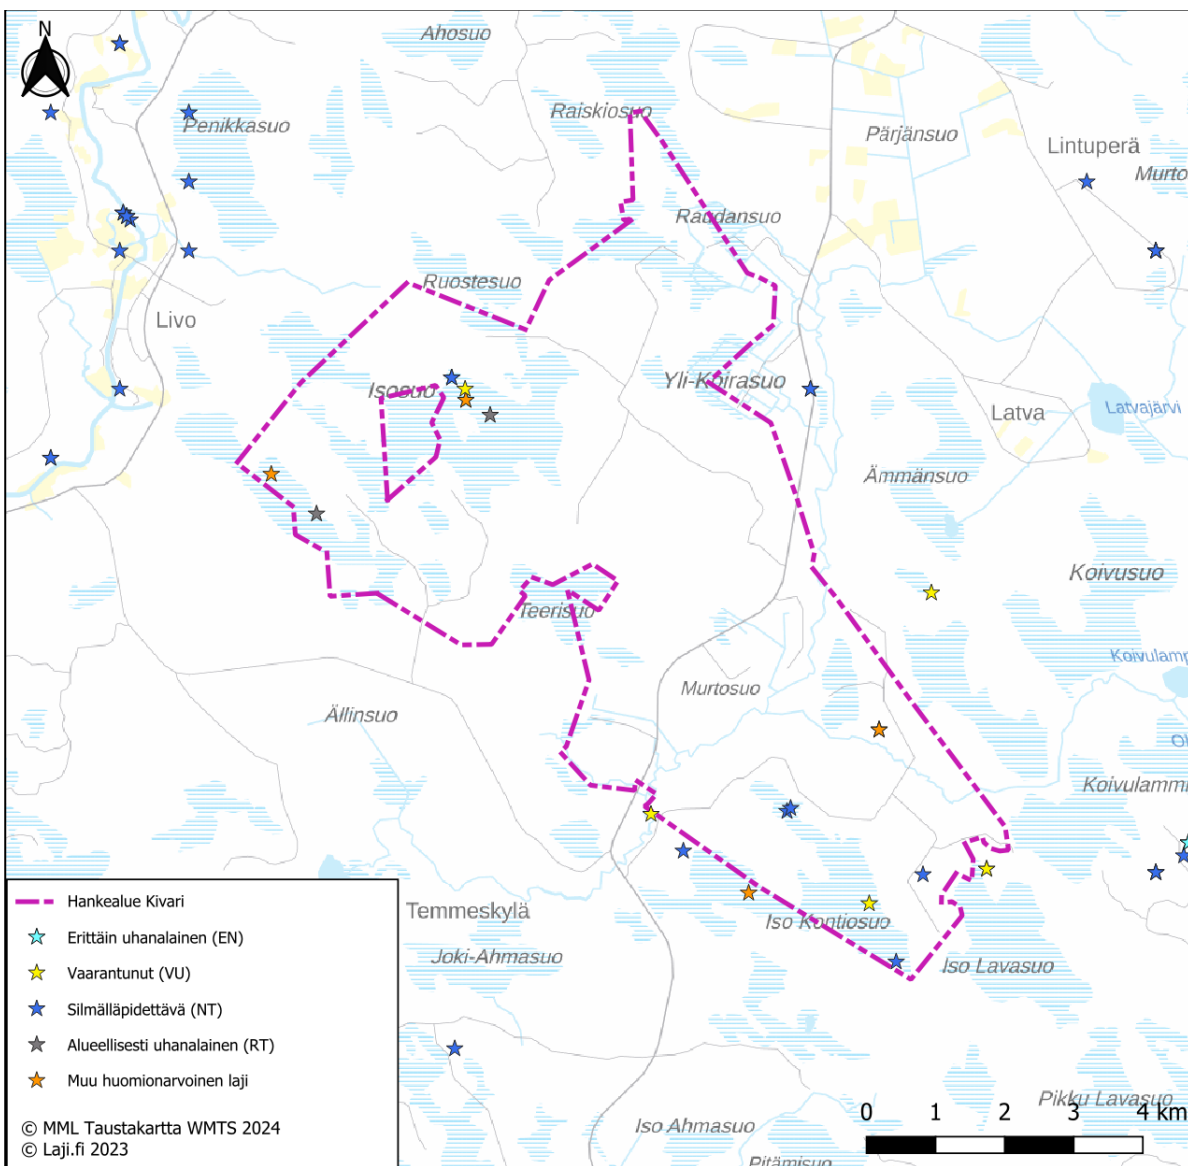 N
Ahosuo
Raiskiosuo
Penikkasuo
Pärjänsuo
Lintuperä
Murto
Raudansuo
Ruostesuo
Livo
Isosuo
Yli-Koirasuo
Latva
Latvajärvi
Ämmänsuo
Koivusuo
Teerisuo
Koivulamp
Murtosuo
Ällinsuo
Ol
Koivulammi
Temmeskylä
Iso Kontiosuo
Joki-Ahmasuo
Iso Lavasuo
Pikku Lavasuo
Iso Ahmasuo
Pitämisuo
Hankealue Kivari
Erittäin uhanalainen (EN)
Vaarantunut (VU)
Silmälläpidettävä (NT)
Alueellisesti uhanalainen (RT)
Muu huomionarvoinen laji
© MML Taustakartta WMTS 2024
© Laji.fi 2023
0 1 2 3 4 km